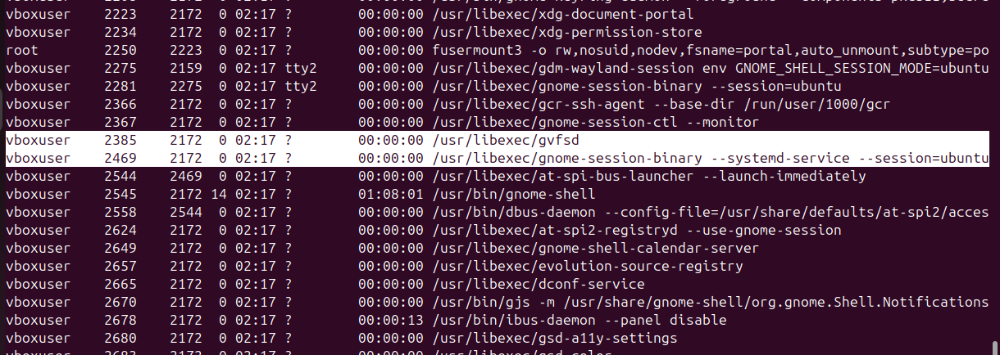 vboxuser 2223 2172 0 02:17 ? 00:00:00 /usr/libexec/xdg-document-portal
vboxuser 2234 2172 0 02:17 ? 00:00:00 /usr/libexec/xdg-permission-store
root 2250 2223 0 02:17 ? 00:00:00 fusermount3 -o rw,nosuid,nodev,fsname=portal,auto_unmount,subtype=po
vboxuser 2275 2159 0 02:17 tty2 00:00:00 /usr/libexec/gdm-wayland-session env GNOME_SHELL_SESSION_MODE=ubuntu
vboxuser 2281 2275 0 02:17 tty2 00:00:00 /usr/libexec/gnome-session-binary --session=ubuntu
vboxuser 2366 2172 0 02:17 ? 00:00:00 /usr/libexec/gcr-ssh-agent --base-dir /run/user/1000/gcr
vboxuser 2367 2172 0 02:17 ? 00:00:00 /usr/libexec/gnome-session-ctl --monitor
vboxuser 2385 2172 0 02:17 ? 00:00:00 /usr/libexec/gvfsd
vboxuser 2469 2172 0 02:17 ? 00:00:00 /usr/libexec/gnome-session-binary --systemd-service --session=ubuntu
vboxuser 2544 2469 0 02:17 ? 00:00:00 /usr/libexec/at-spi-bus-launcher --launch-immediately
vboxuser 2545 2172 14 02:17 ? 01:08:01 /usr/bin/gnome-shell
vboxuser 2558 2544 0 02:17 ? 00:00:00 /usr/bin/dbus-daemon --config-file=/usr/share/defaults/at-spi2/acces
vboxuser 2624 2172 0 02:17 ? 00:00:00 /usr/libexec/at-spi2-registryd --use-gnome-session
vboxuser 2649 2172 0 02:17 ? 00:00:00 /usr/libexec/gnome-shell-calendar-server
vboxuser 2657 2172 0 02:17 ? 00:00:00 /usr/libexec/evolution-source-registry
vboxuser 2665 2172 0 02:17 ? 00:00:00 /usr/libexec/dconf-service
vboxuser 2670 2172 0 02:17 ? 00:00:00 /usr/bin/gjs -m /usr/share/gnome-shell/org.gnome.Shell.Notifications
vboxuser 2678 2172 0 02:17 ? 00:00:13 /usr/bin/ibus-daemon --panel disable
vboxuser 2680 2172 0 02:17 ? 00:00:00 /usr/libexec/gsd-a11y-settings